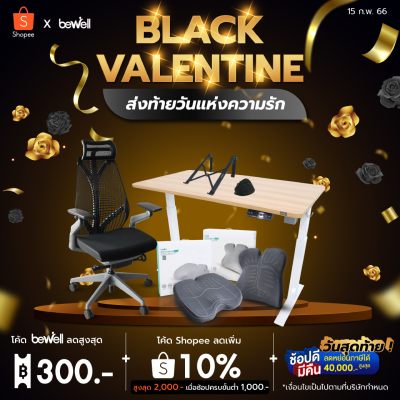 15 ก.พ. 66
Shopee X bewell
BLACK
VALENTINE
ส่งท้ายวันแห่งความรัก
โค้ด bewell ลดสูงสุด
฿300.-
+
โค้ด Shopee ลดเพิ่ม
S 10%
สูงสุด 2,000.- เมื่อช้อปครบขั้นต่ำ 1,000.-
+
วันสุดท้าย !
ช้อปดี
มีคืน
ลดหย่อนภาษีได้
สูงสุด 40,000.-
*เงื่อนไขเป็นไปตามที่บริษัทกำหนด